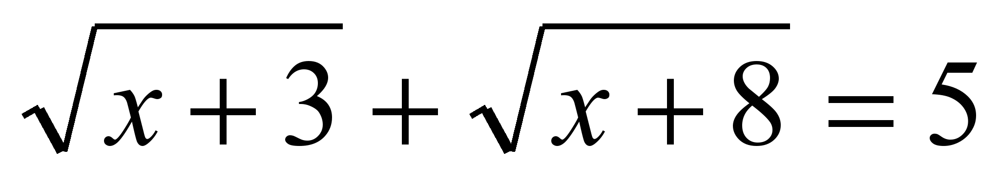 √(x + 3) + √(x + 8) = 5